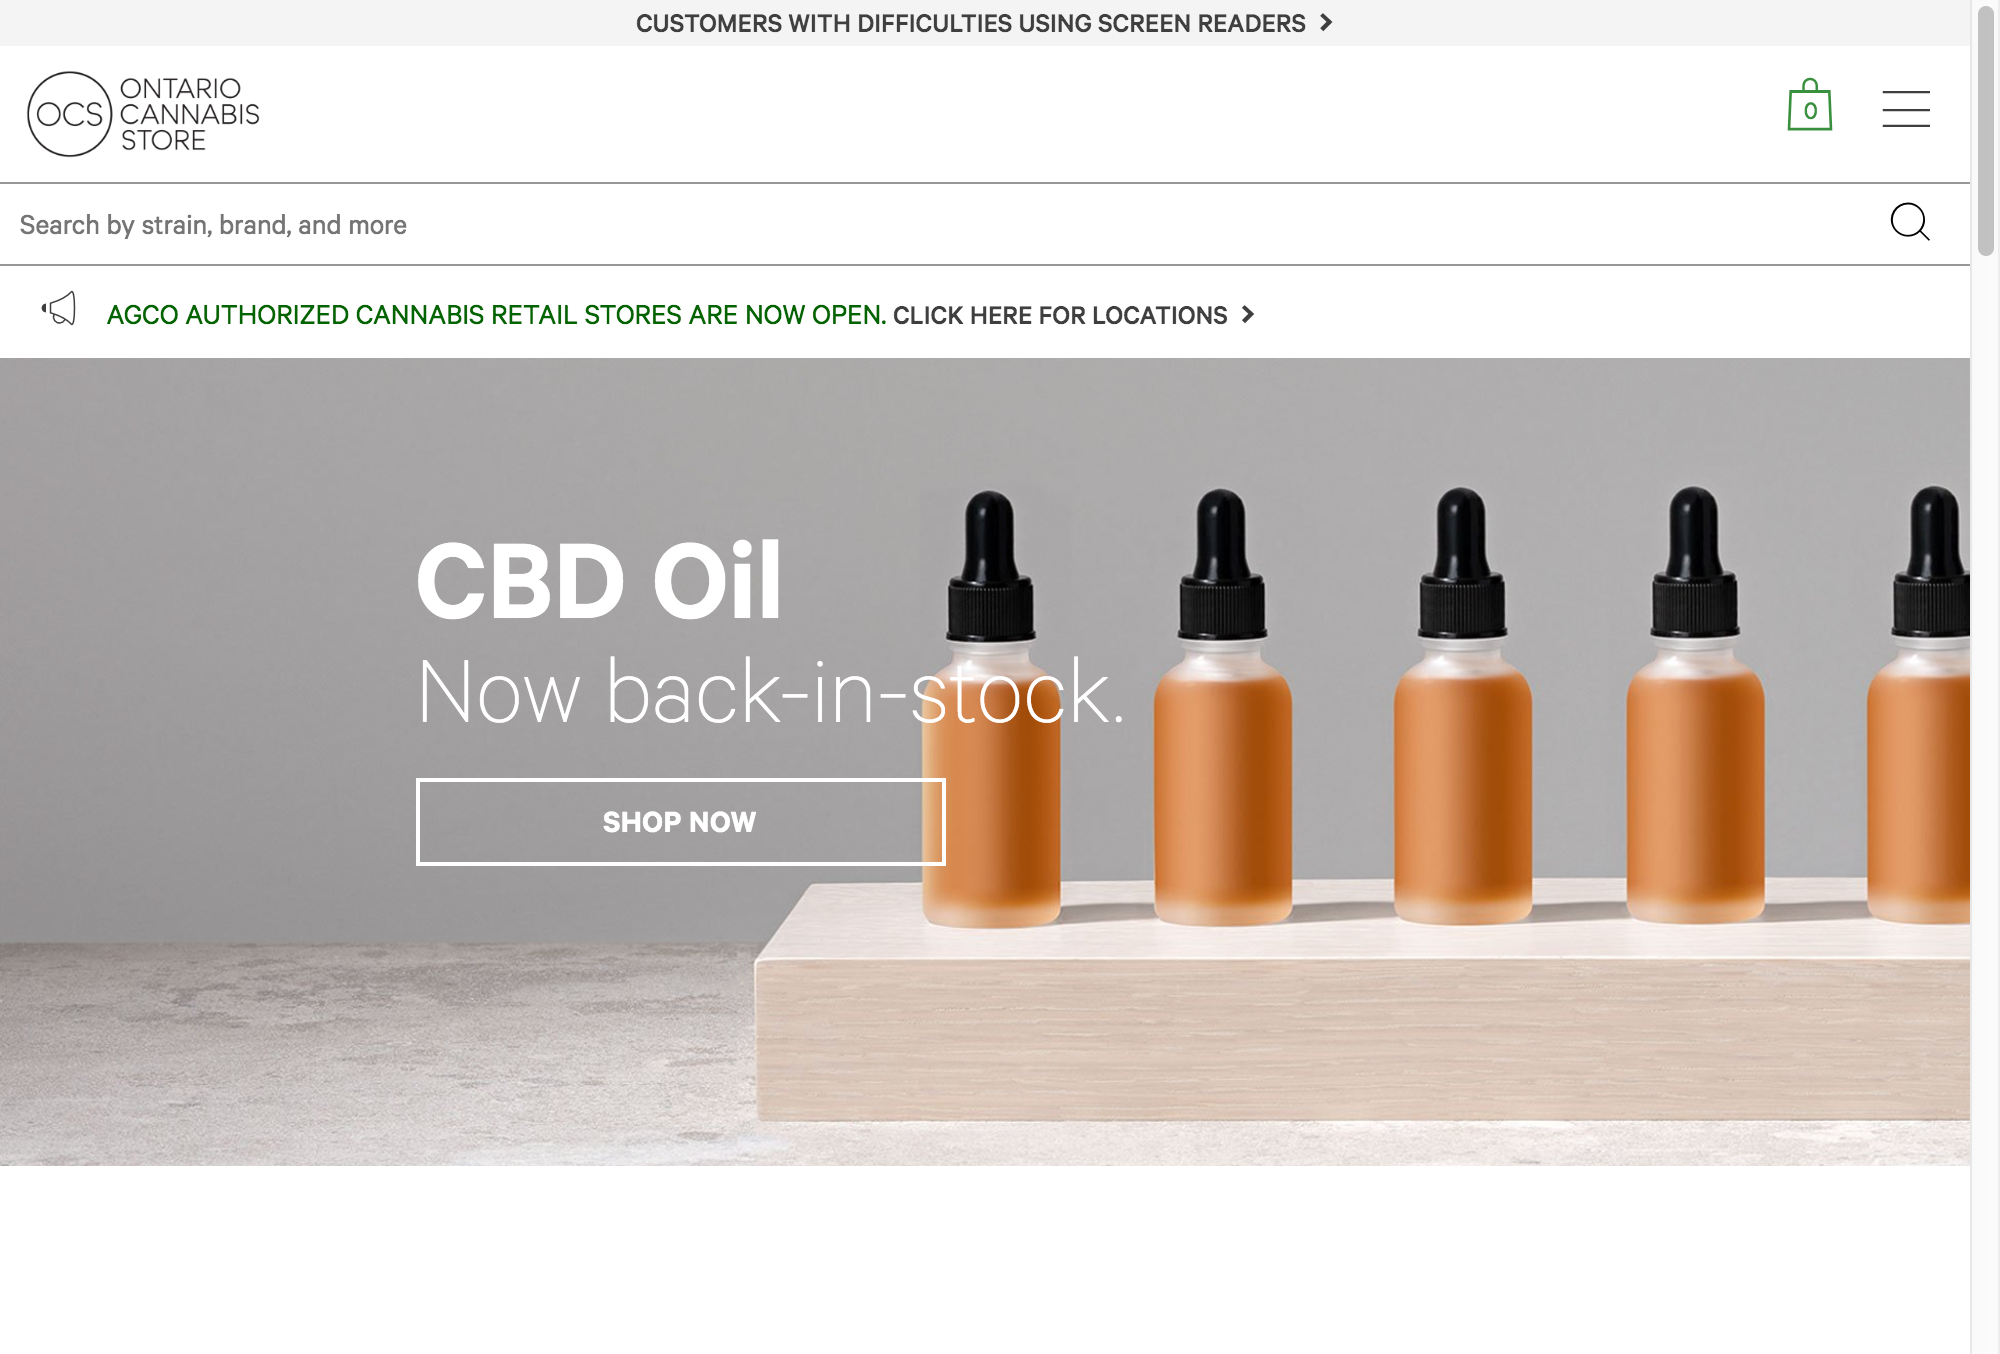 CUSTOMERS WITH DIFFICULTIES USING SCREEN READERS
OCS
ONTARIO
CANNABIS
STORE
0
Search by strain, brand, and more
AGCO AUTHORIZED CANNABIS RETAIL STORES ARE NOW OPEN. CLICK HERE FOR LOCATIONS
CBD Oil
Now back-in-stock.
SHOP NOW